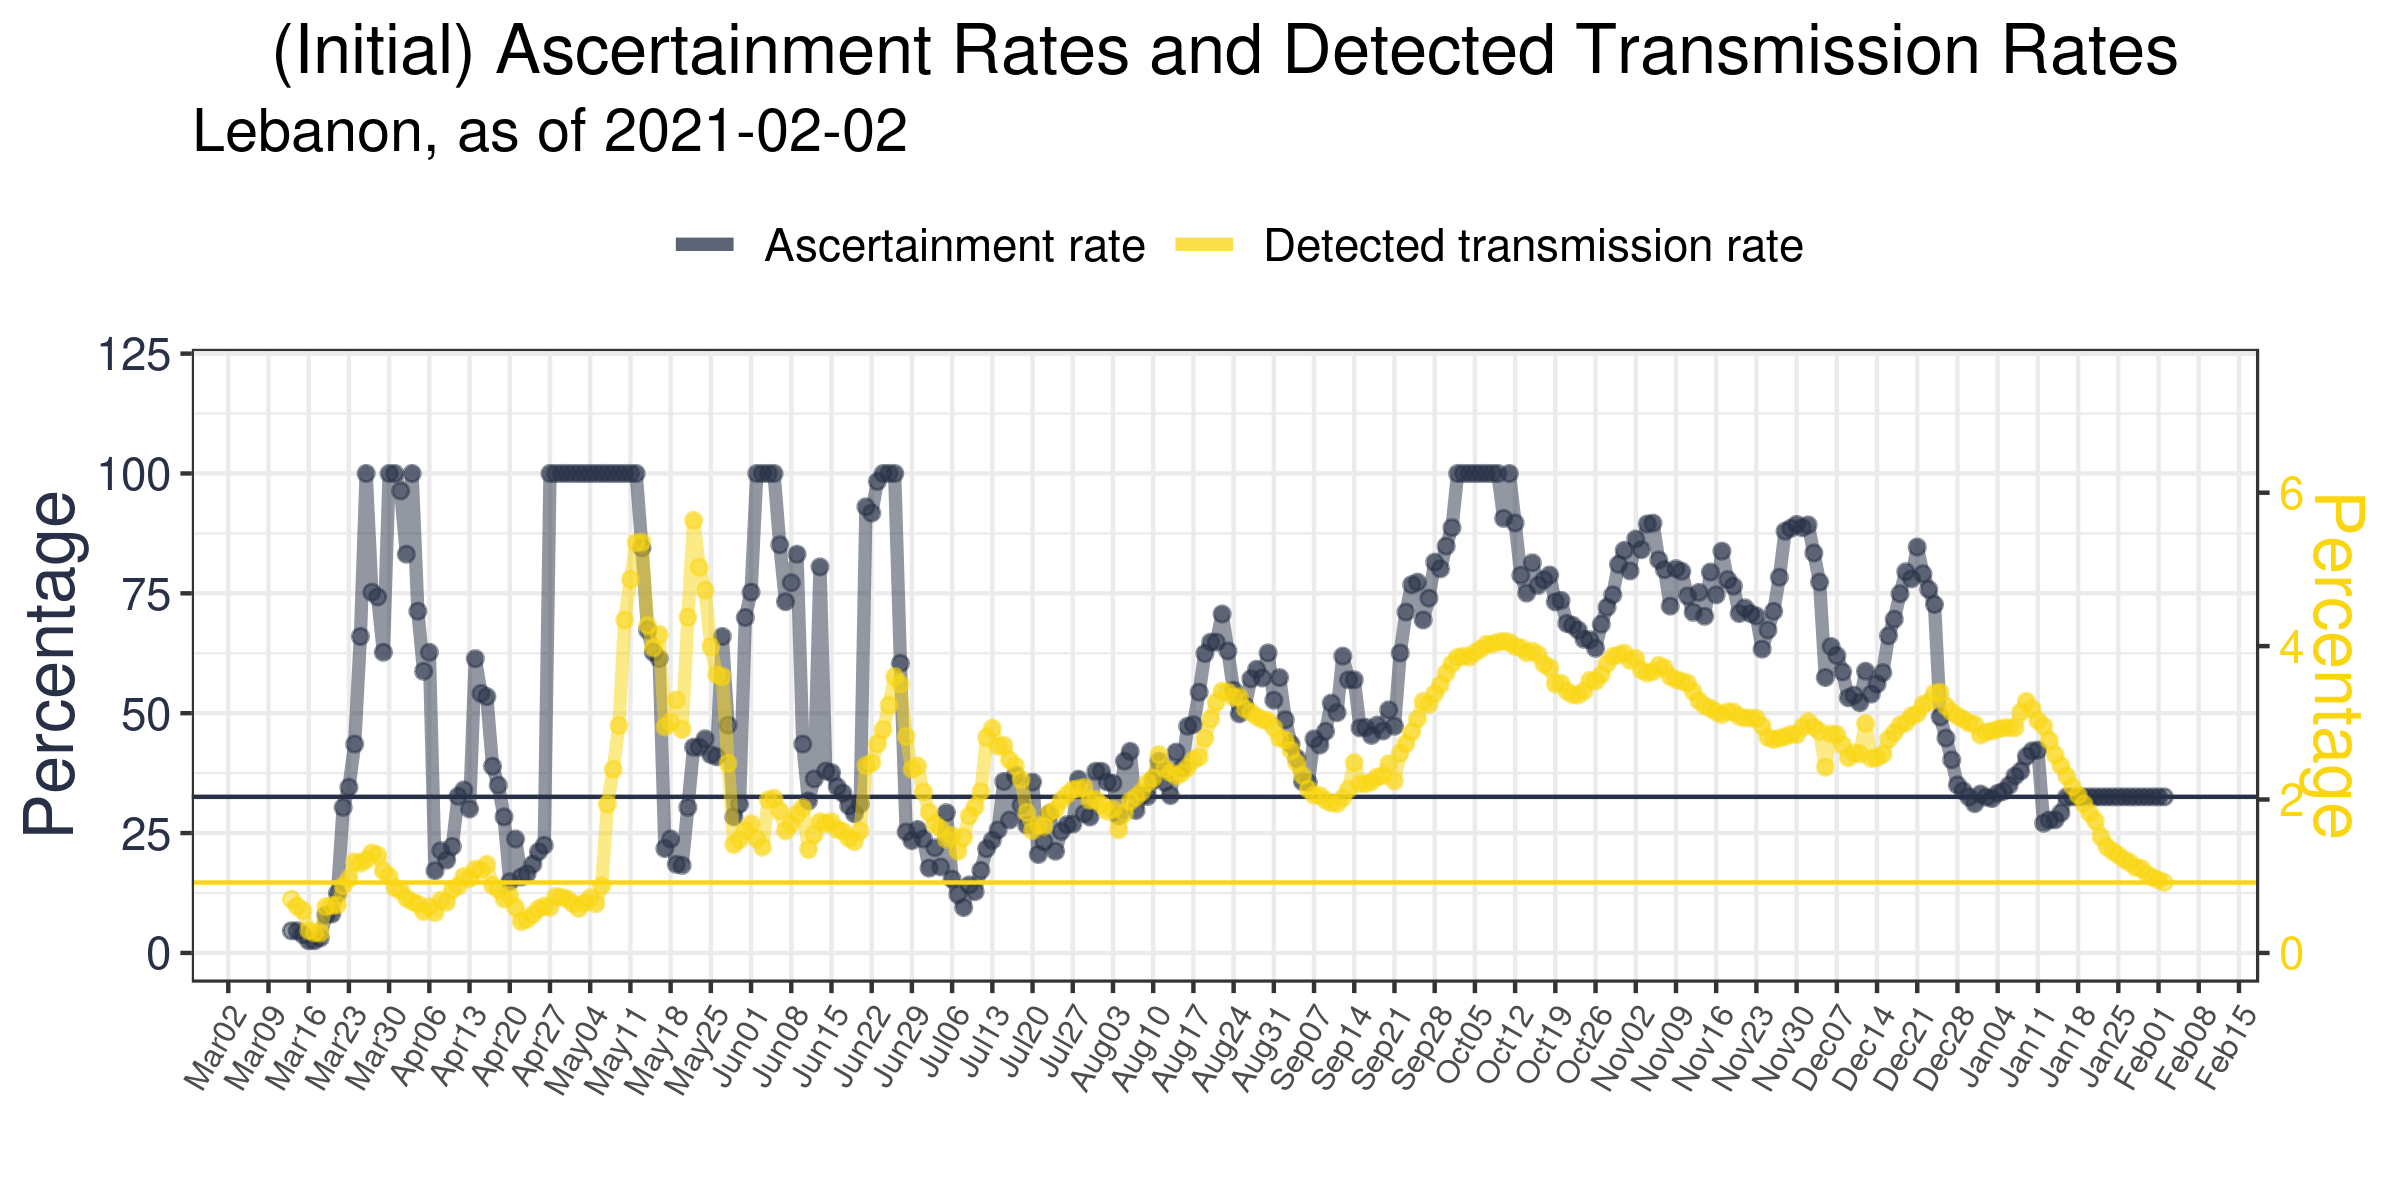 (Initial) Ascertainment Rates and Detected Transmission Rates
Lebanon, as of 2021-02-02
Ascertainment rate
Detected transmission rate
Percentage
125
100
75
50
25
0
6
4
2
0
Percentage
Mar02
Mar09
Mar16
Mar23
Mar30
Apr06
Apr13
Apr20
Apr27
May04
May11
May18
May25
Jun01
Jun08
Jun15
Jun22
Jun29
Jul06
Jul13
Jul20
Jul27
Aug03
Aug10
Aug17
Aug24
Aug31
Sep07
Sep14
Sep21
Sep28
Oct05
Oct12
Oct19
Oct26
Nov02
Nov09
Nov16
Nov23
Nov30
Dec07
Dec14
Dec21
Dec28
Jan04
Jan11
Jan18
Jan25
Feb01
Feb08
Feb15